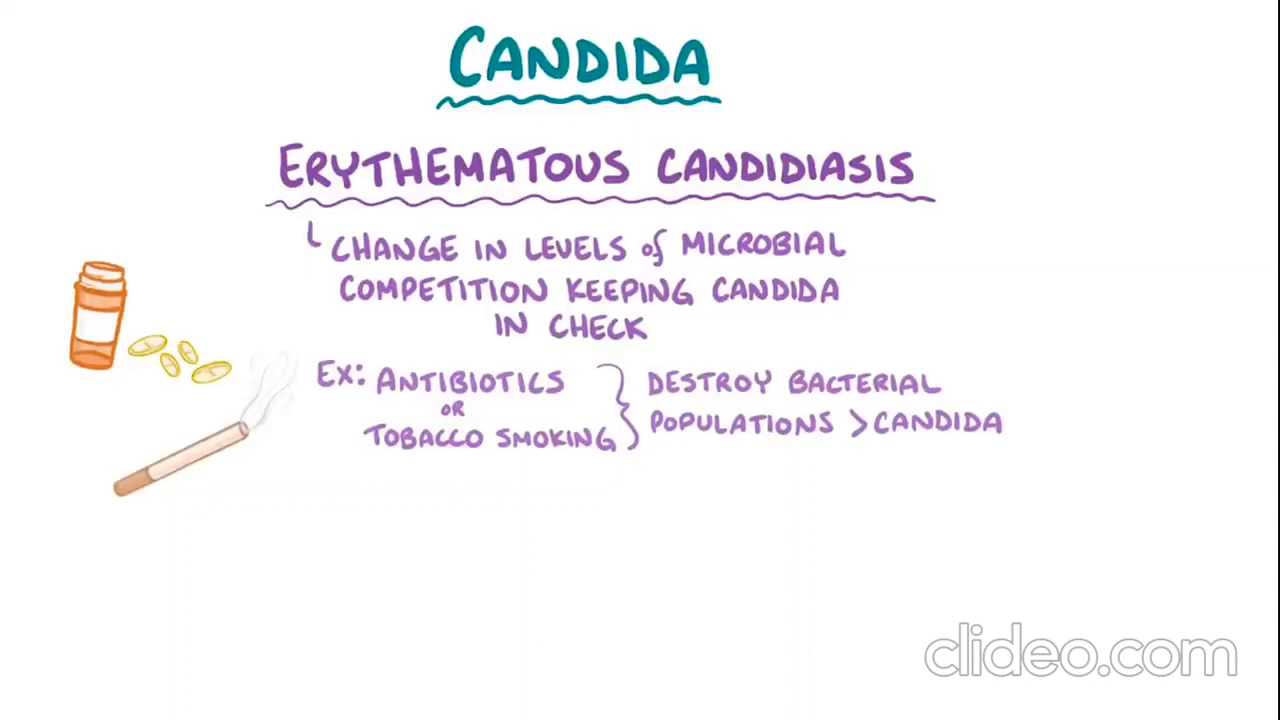 CANDIDA
ERYTHEMATOUS CANDIDIASIS
CHANGE IN LEVELS of MICROBIAL
COMPETITION KEEPING CANDIDA
IN CHECK
EX: ANTIBIOTICS
OR
TOBACCO SMOKING
DESTROY BACTERIAL
POPULATIONS > CANDIDA
clideo.com